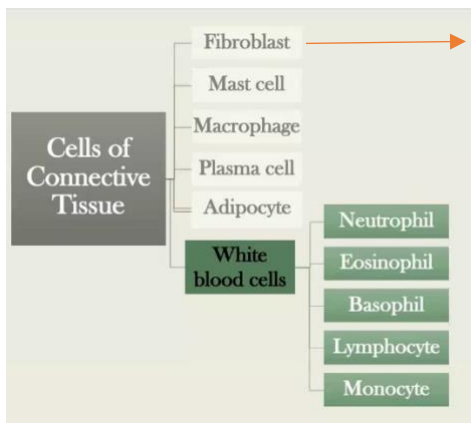 Cells of
Connective
Tissue
Fibroblast
Mast cell
Macrophage
Plasma cell
Adipocyte
White
blood cells
Neutrophil
Eosinophil
Basophil
Lymphocyte
Monocyte